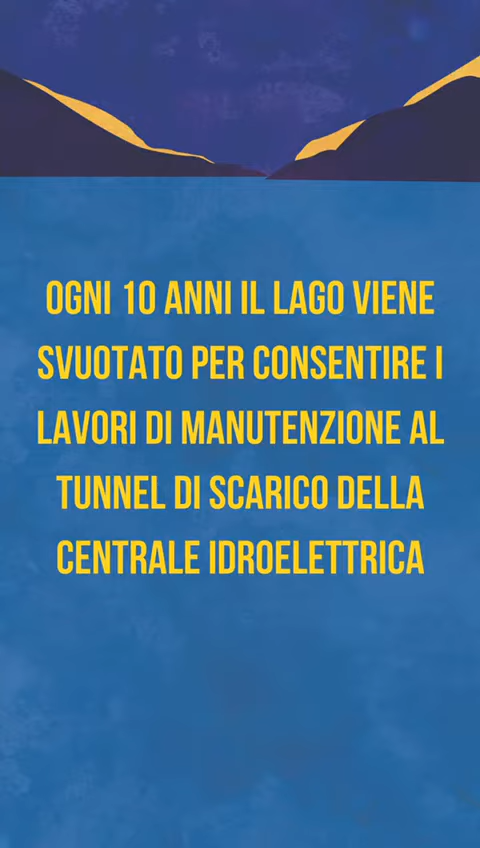 OGNI 10 ANNI IL LAGO VIENE
SVUOTATO PER CONSENTIRE I
LAVORI DI MANUTENZIONE AL
TUNNEL DI SCARICO DELLA
CENTRALE IDROELETTRICA